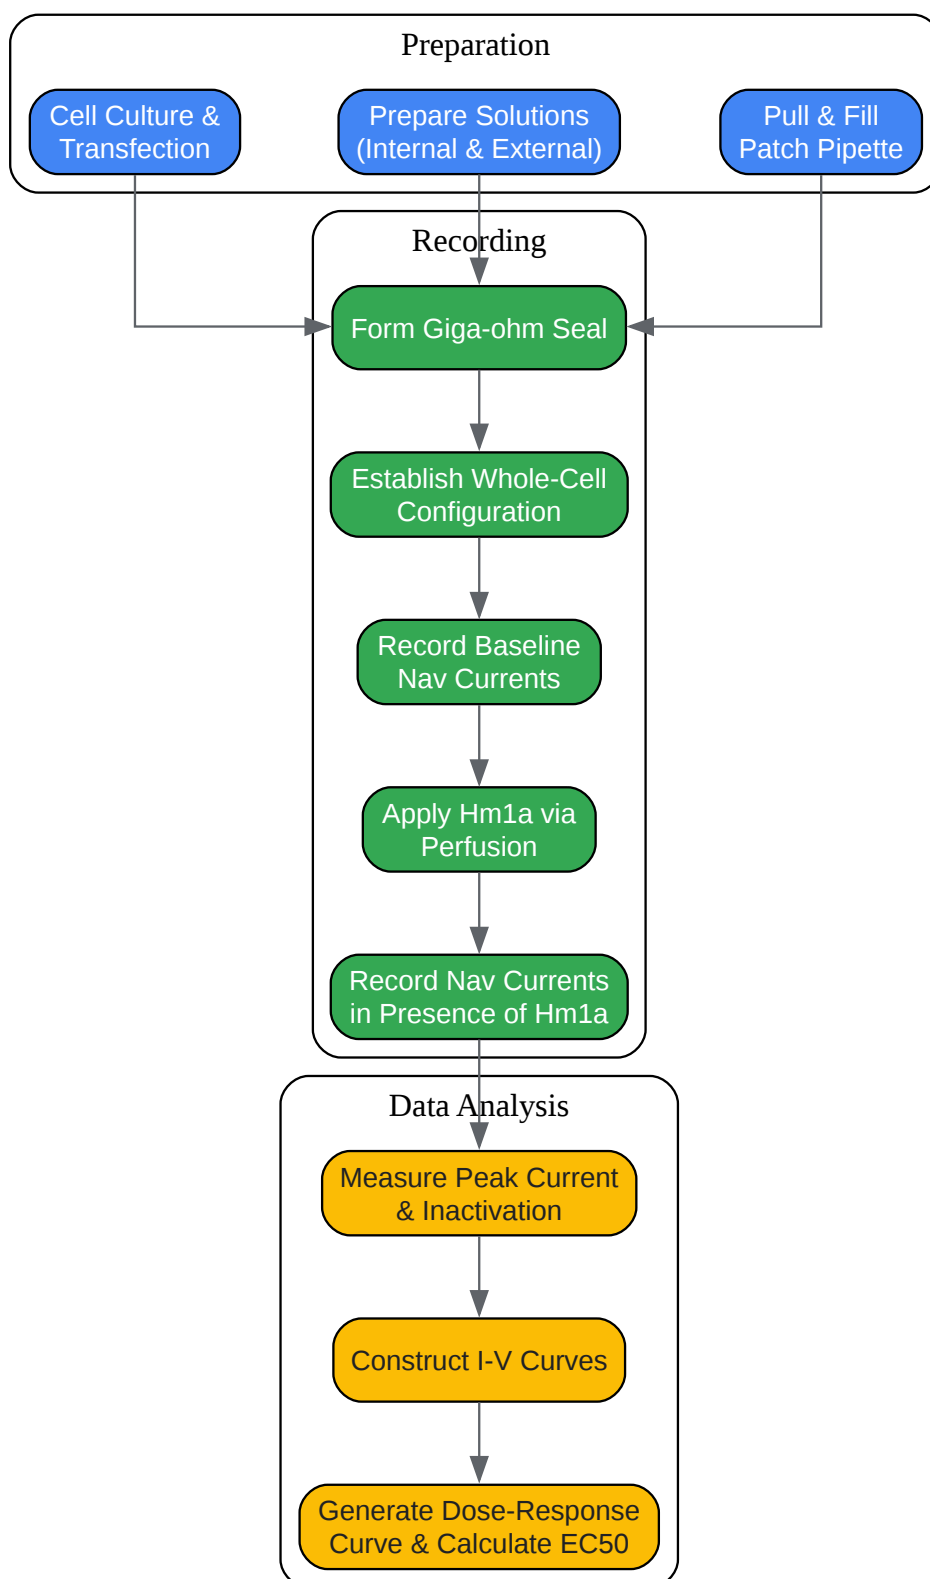 Preparation
Cell Culture &
Transfection
Prepare Solutions
(Internal & External)
Pull & Fill
Patch Pipette
Recording
Form Giga-ohm Seal
Establish Whole-Cell
Configuration
Record Baseline
Nav Currents
Apply Hm1a via
Perfusion
Record Nav Currents
in Presence of Hm1a
Data Analysis
Measure Peak Current
& Inactivation
Construct I-V Curves
Generate Dose-Response
Curve & Calculate EC50